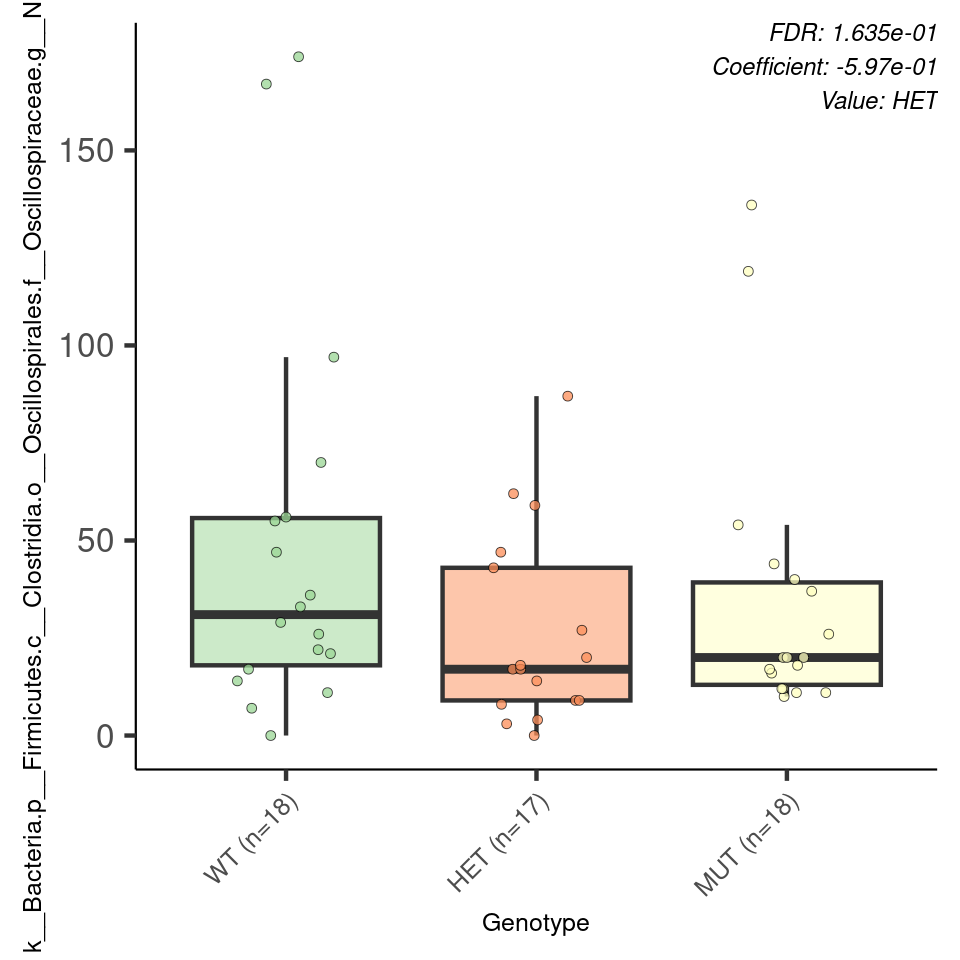 FDR: 1.635e-01
Coefficient: -5.97e-01
Value: HET
k__Bacteria.p__Firmicutes.c__Clostridia.o__Oscillospirales.f__Oscillospiraceae.g__N
150
100
50
0
WT (n=18)
HET (n=17)
MUT (n=18)
Genotype